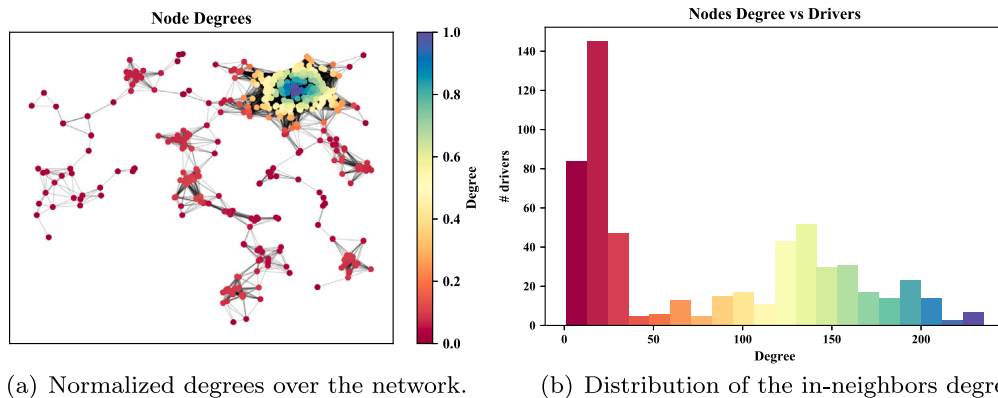 Node Degrees
1.0
0.8
0.6
0.4
0.2
0.0
Degree
Nodes Degree vs Drivers
140
120
100
80
60
40
20
0
# drivers
0 50 100 150 200
Degree
(a) Normalized degrees over the network.
(b) Distribution of the in-neighbors degre